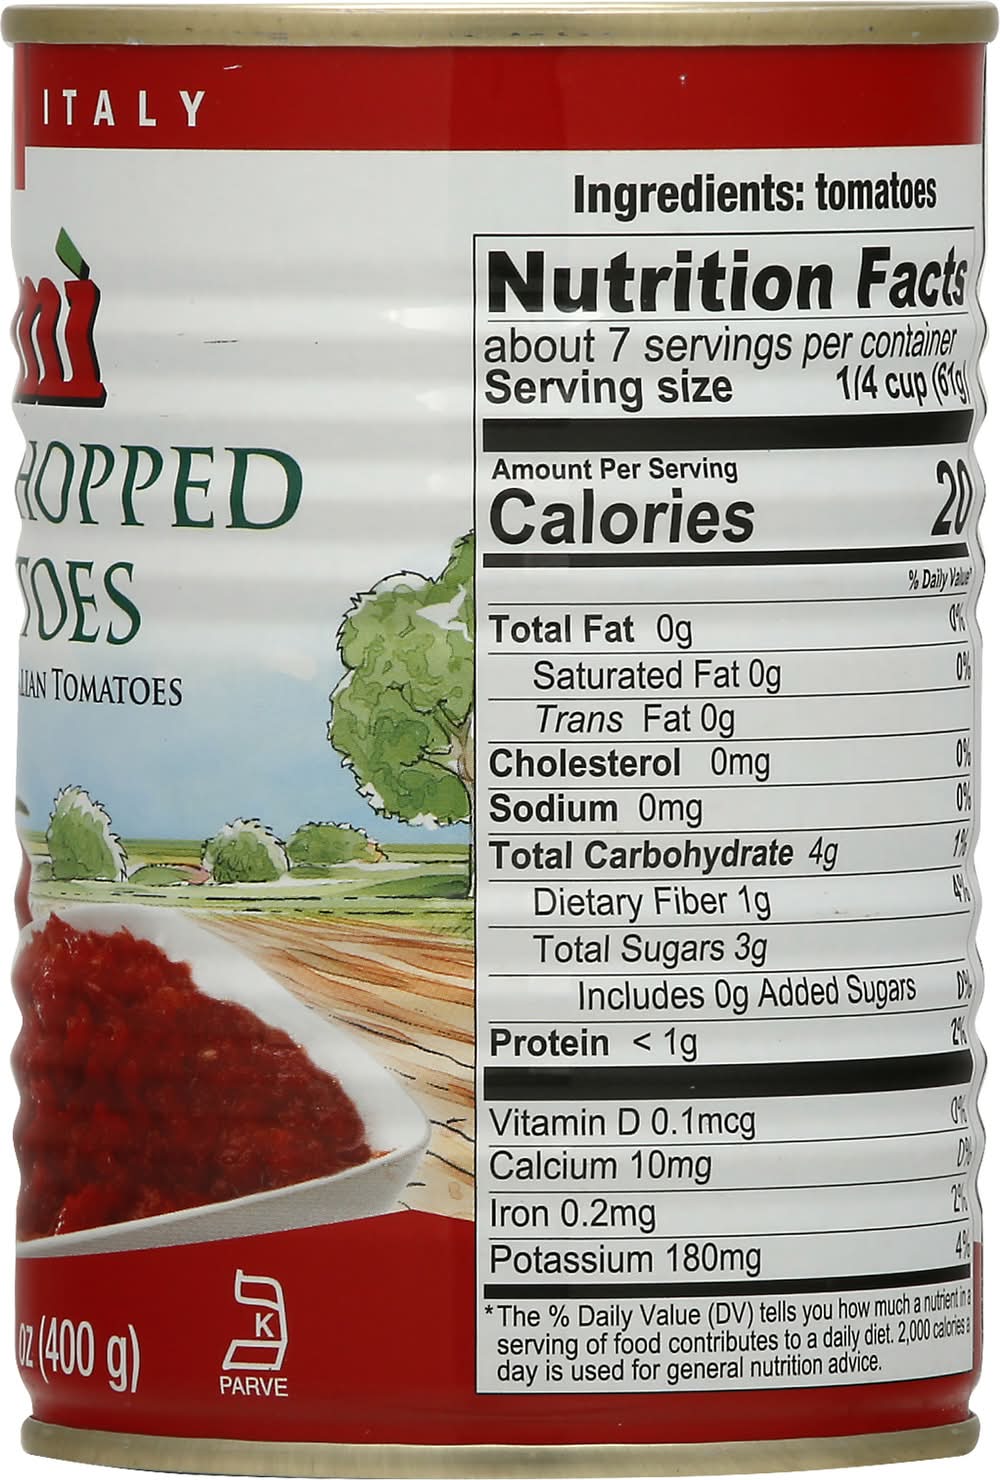 ITALY
mì
HOPPED
TOES
LIAN TOMATOES
oz (400 g)
K
PARVE
Ingredients: tomatoes
Nutrition Facts
about 7 servings per container
Serving size 1/4 cup (61g)
Amount Per Serving
Calories 20
% Daily Value*
Total Fat 0g 0%
Saturated Fat 0g 0%
Trans Fat 0g
Cholesterol 0mg 0%
Sodium 0mg 0%
Total Carbohydrate 4g 1%
Dietary Fiber 1g 4%
Total Sugars 3g
Includes 0g Added Sugars 0%
Protein < 1g 2%
Vitamin D 0.1mcg 0%
Calcium 10mg 0%
Iron 0.2mg 2%
Potassium 180mg 4%
* The % Daily Value (DV) tells you how much a nutrient in a
serving of food contributes to a daily diet. 2,000 calories a
day is used for general nutrition advice.